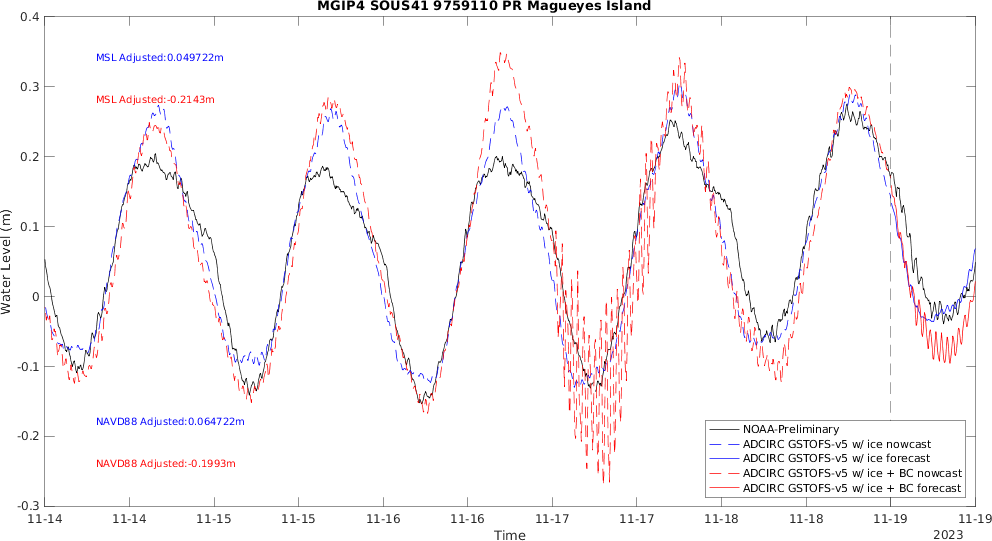 MGIP4 SOUS41 9759110 PR Magueyes Island
0.4
0.3
0.2
0.1
0
-0.1
-0.2
-0.3
Water Level (m)
MSL Adjusted:0.049722m
MSL Adjusted:-0.2143m
NAVD88 Adjusted:0.064722m
NAVD88 Adjusted:-0.1993m
NOAA-Preliminary
ADCIRC GSTOFS-v5 w/ ice nowcast
ADCIRC GSTOFS-v5 w/ ice forecast
ADCIRC GSTOFS-v5 w/ ice + BC nowcast
ADCIRC GSTOFS-v5 w/ ice + BC forecast
11-14 11-14 11-15 11-15 11-16 11-16 11-17 11-17 11-18 11-18 11-19 11-19
Time
2023